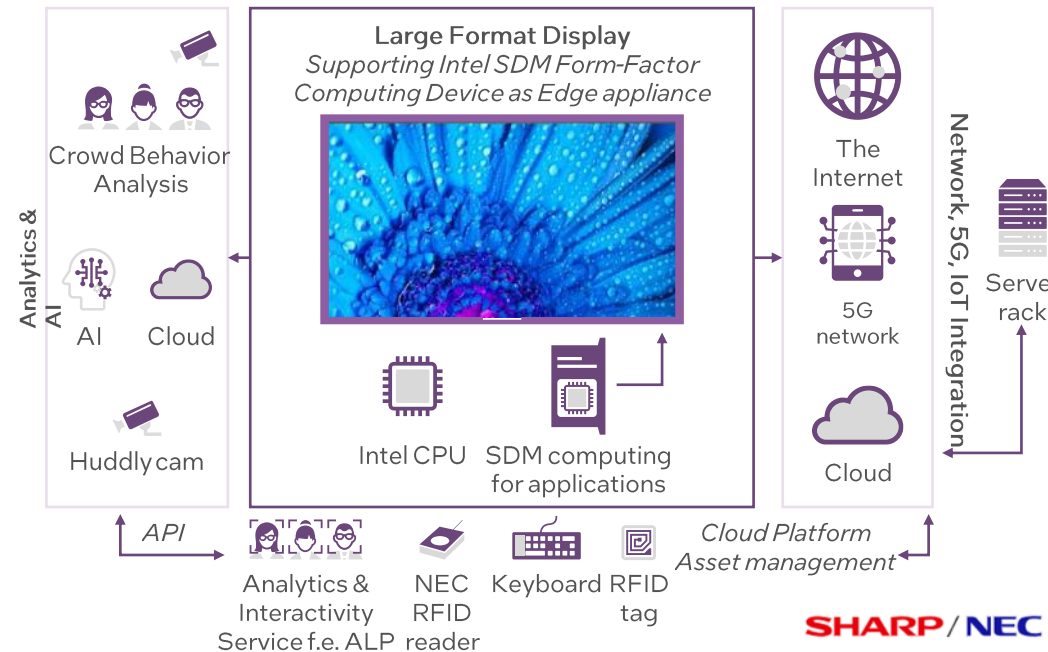 Large Format Display
Supporting Intel SDM Form-Factor
Computing Device as Edge appliance
Crowd Behavior
Analysis
Analytics &
AI
AI
Cloud
Huddly cam
Intel CPU
SDM computing
for applications
The
Internet
5G
network
Cloud
Network, 5G, IoT Integration
Serve
rack
API
Analytics &
Interactivity
Service f.e. ALP
NEC
RFID
reader
Keyboard
RFID
tag
Cloud Platform
Asset management
SHARP/NEC